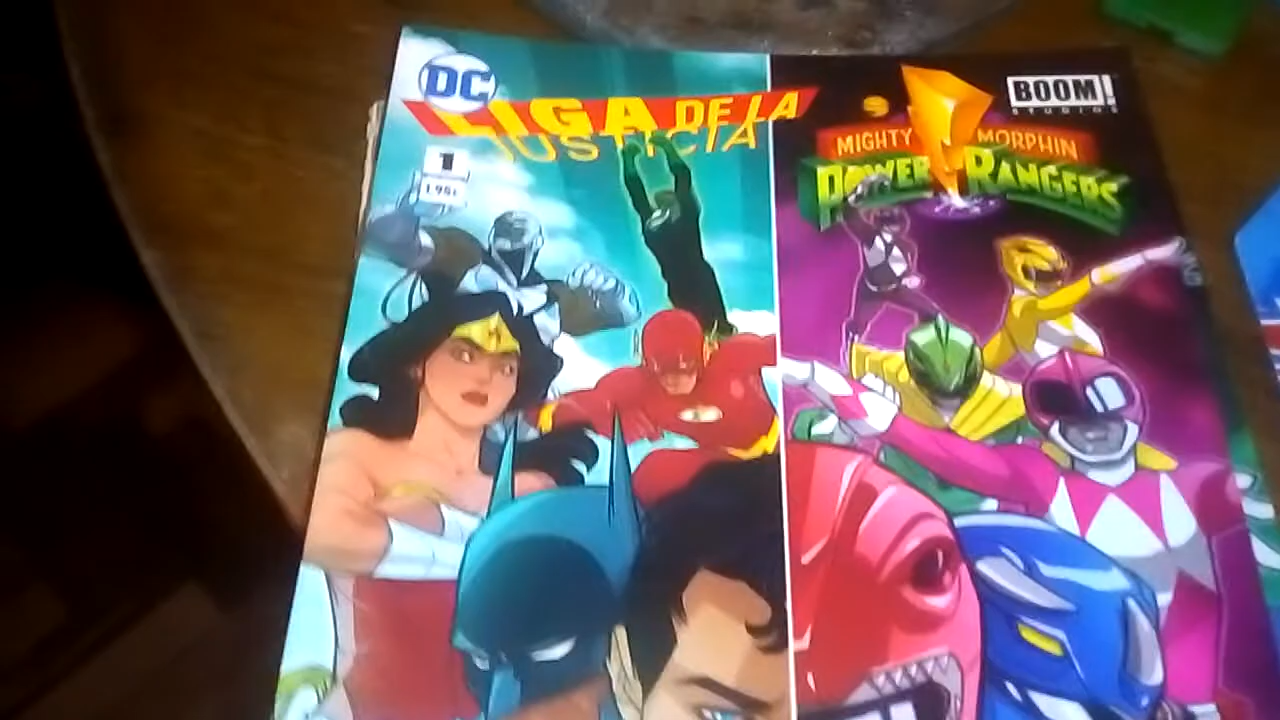 DC
LIGA DE LA
JUSTICIA
1
BOOM!
STUDIOS
MIGHTY MORPHIN
POWER RANGERS